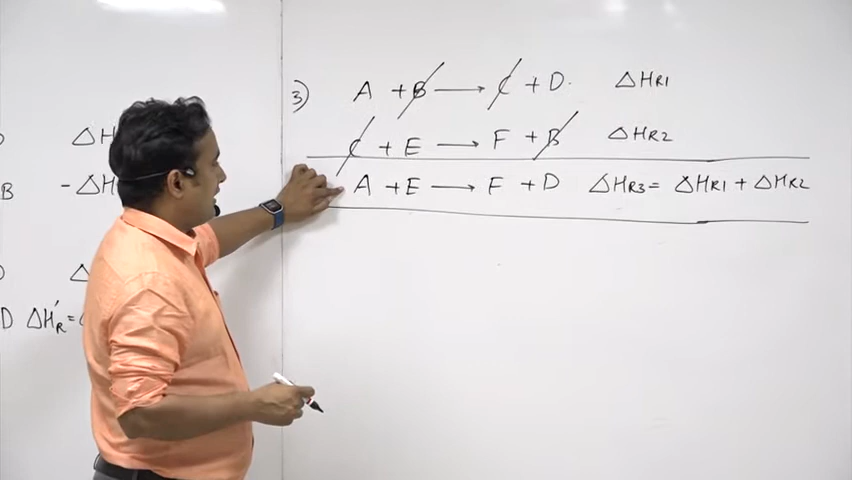 3) A + B ⟶ C + D. ΔHR1
C + E ⟶ F + B ΔHR2
A + E ⟶ F + D ΔHR3 = ΔHR1 + ΔHR2
ΔH
B -ΔH
D ΔH'R =